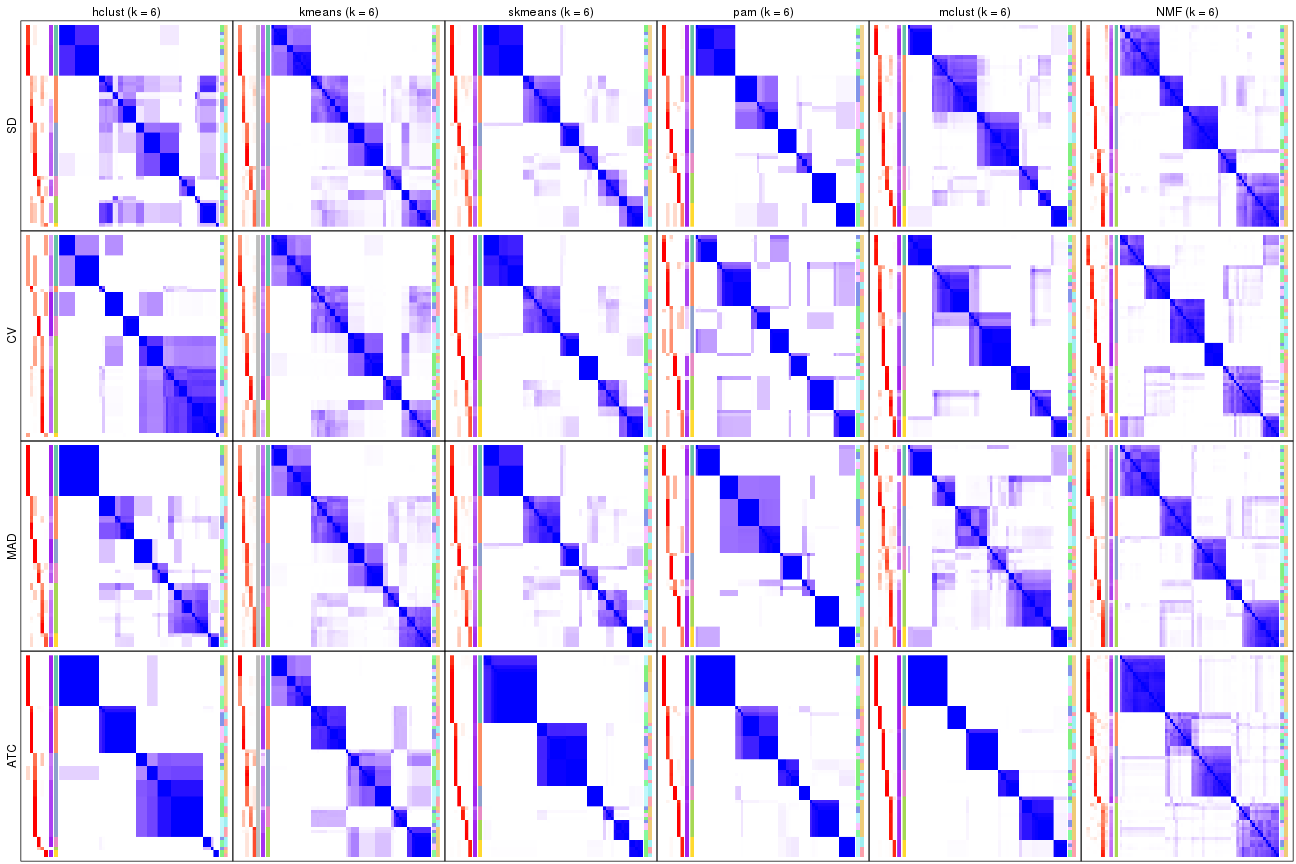 hclust (k = 6)
kmeans (k = 6)
skmeans (k = 6)
pam (k = 6)
mclust (k = 6)
NMF (k = 6)
SD
CV
MAD
ATC